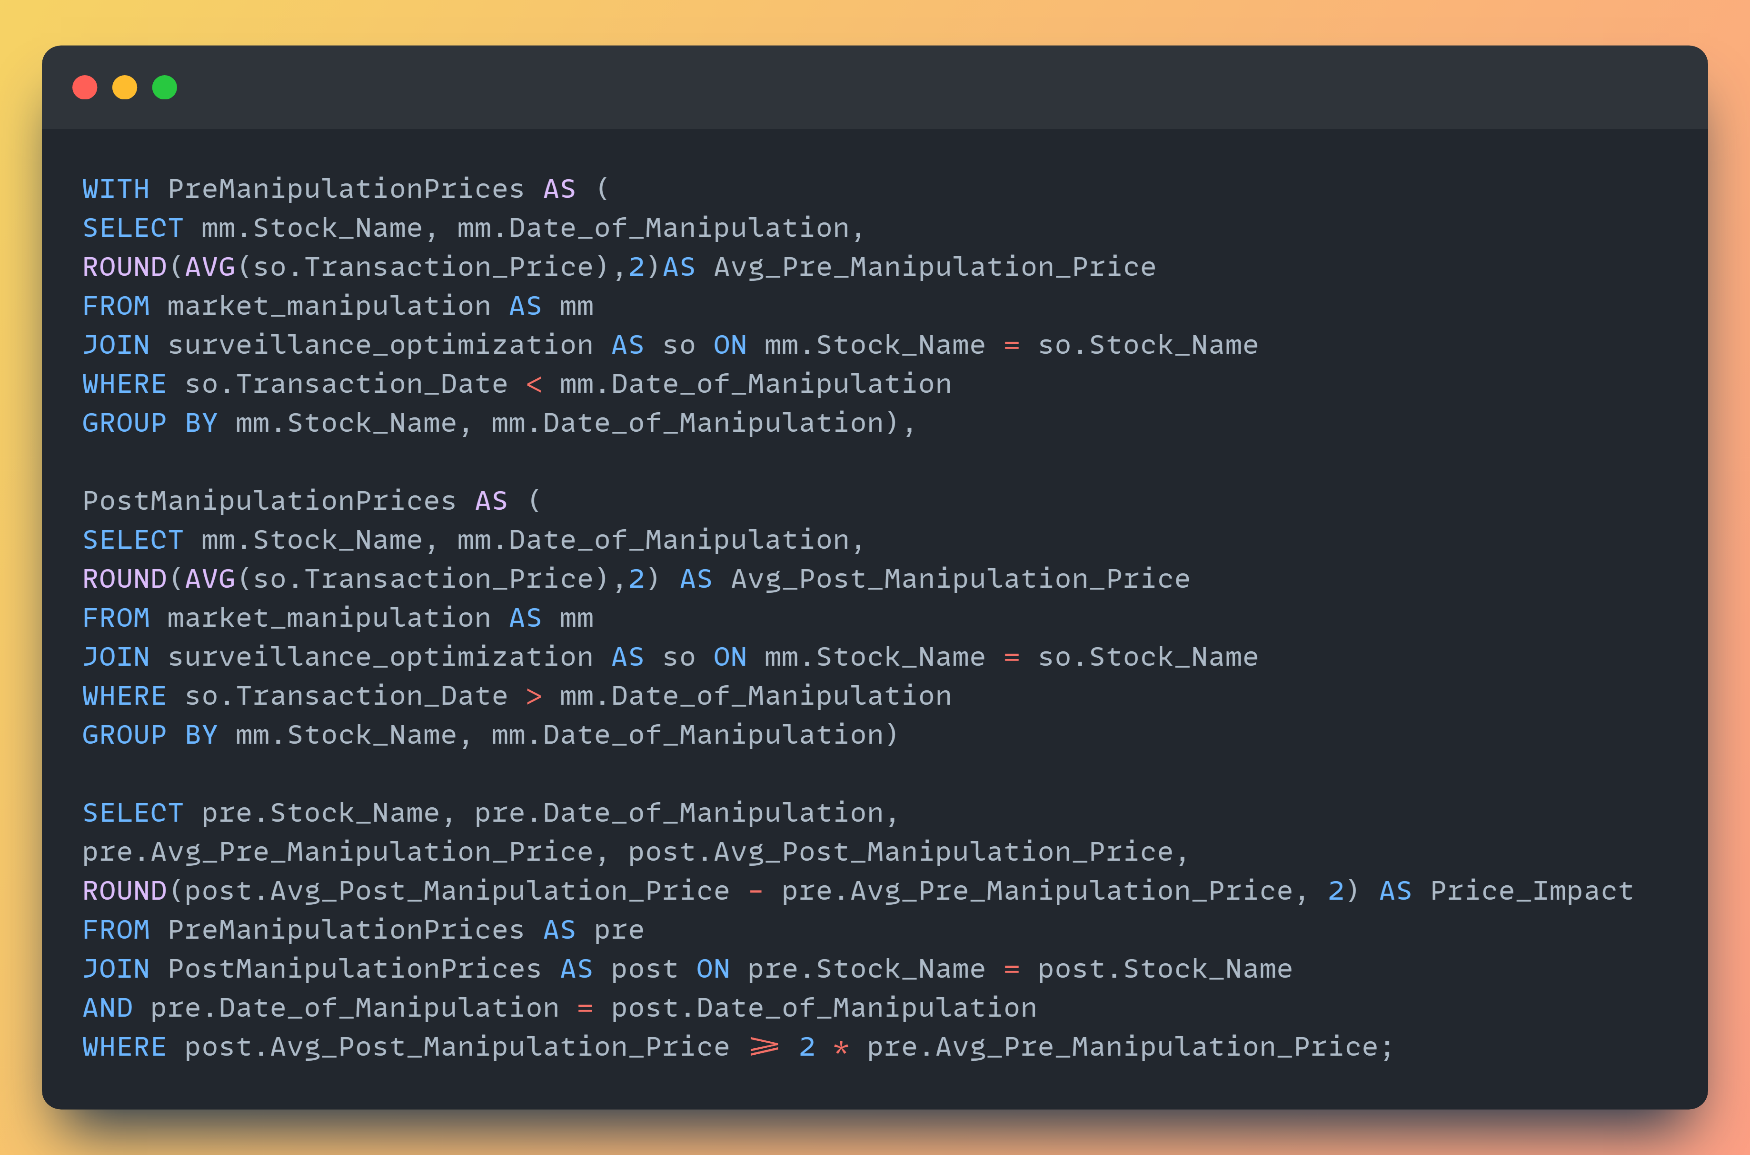 WITH PreManipulationPrices AS (
SELECT mm.Stock_Name, mm.Date_of_Manipulation,
ROUND(AVG(so.Transaction_Price),2)AS Avg_Pre_Manipulation_Price
FROM market_manipulation AS mm
JOIN surveillance_optimization AS so ON mm.Stock_Name = so.Stock_Name
WHERE so.Transaction_Date < mm.Date_of_Manipulation
GROUP BY mm.Stock_Name, mm.Date_of_Manipulation),

PostManipulationPrices AS (
SELECT mm.Stock_Name, mm.Date_of_Manipulation,
ROUND(AVG(so.Transaction_Price),2) AS Avg_Post_Manipulation_Price
FROM market_manipulation AS mm
JOIN surveillance_optimization AS so ON mm.Stock_Name = so.Stock_Name
WHERE so.Transaction_Date > mm.Date_of_Manipulation
GROUP BY mm.Stock_Name, mm.Date_of_Manipulation)

SELECT pre.Stock_Name, pre.Date_of_Manipulation,
pre.Avg_Pre_Manipulation_Price, post.Avg_Post_Manipulation_Price,
ROUND(post.Avg_Post_Manipulation_Price - pre.Avg_Pre_Manipulation_Price, 2) AS Price_Impact
FROM PreManipulationPrices AS pre
JOIN PostManipulationPrices AS post ON pre.Stock_Name = post.Stock_Name
AND pre.Date_of_Manipulation = post.Date_of_Manipulation
WHERE post.Avg_Post_Manipulation_Price >= 2 * pre.Avg_Pre_Manipulation_Price;